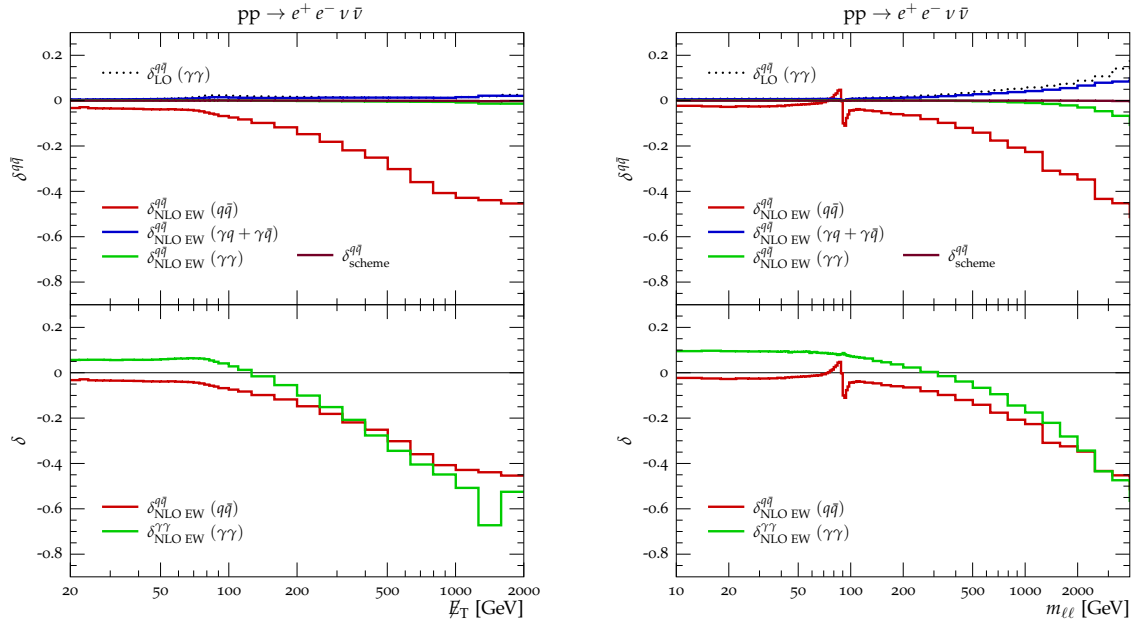 pp → e⁺ e⁻ ν ν̄
0.2
0
-0.2
-0.4
-0.6
-0.8
δ^{qq̄}
δ^{qq̄}_{LO} (γγ)
δ^{qq̄}_{NLO EW} (qq̄)
δ^{qq̄}_{NLO EW} (γq + γq̄)
δ^{qq̄}_{NLO EW} (γγ)
δ^{qq̄}_{scheme}
0.2
0
-0.2
-0.4
-0.6
-0.8
δ
δ^{qq̄}_{NLO EW} (qq̄)
δ^{γγ}_{NLO EW} (γγ)
20 50 100 200 500 1000 2000
E̸_T [GeV]
pp → e⁺ e⁻ ν ν̄
0.2
0
-0.2
-0.4
-0.6
-0.8
δ^{qq̄}
δ^{qq̄}_{LO} (γγ)
δ^{qq̄}_{NLO EW} (qq̄)
δ^{qq̄}_{NLO EW} (γq + γq̄)
δ^{qq̄}_{NLO EW} (γγ)
δ^{qq̄}_{scheme}
0.2
0
-0.2
-0.4
-0.6
-0.8
δ
δ^{qq̄}_{NLO EW} (qq̄)
δ^{γγ}_{NLO EW} (γγ)
10 20 50 100 200 500 1000 2000
m_{ℓℓ} [GeV]